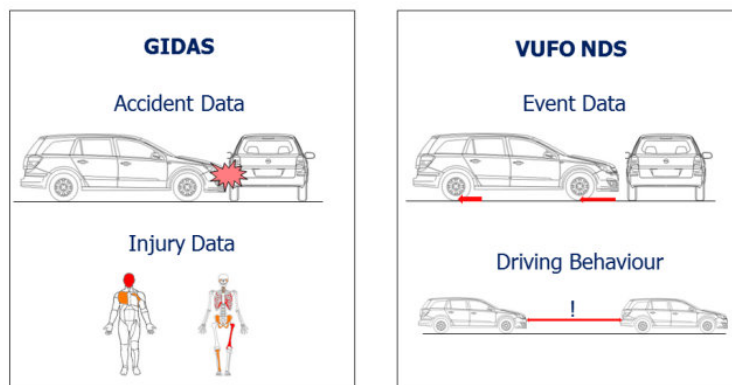 GIDAS
Accident Data
Injury Data
VUFO NDS
Event Data
Driving Behaviour
!